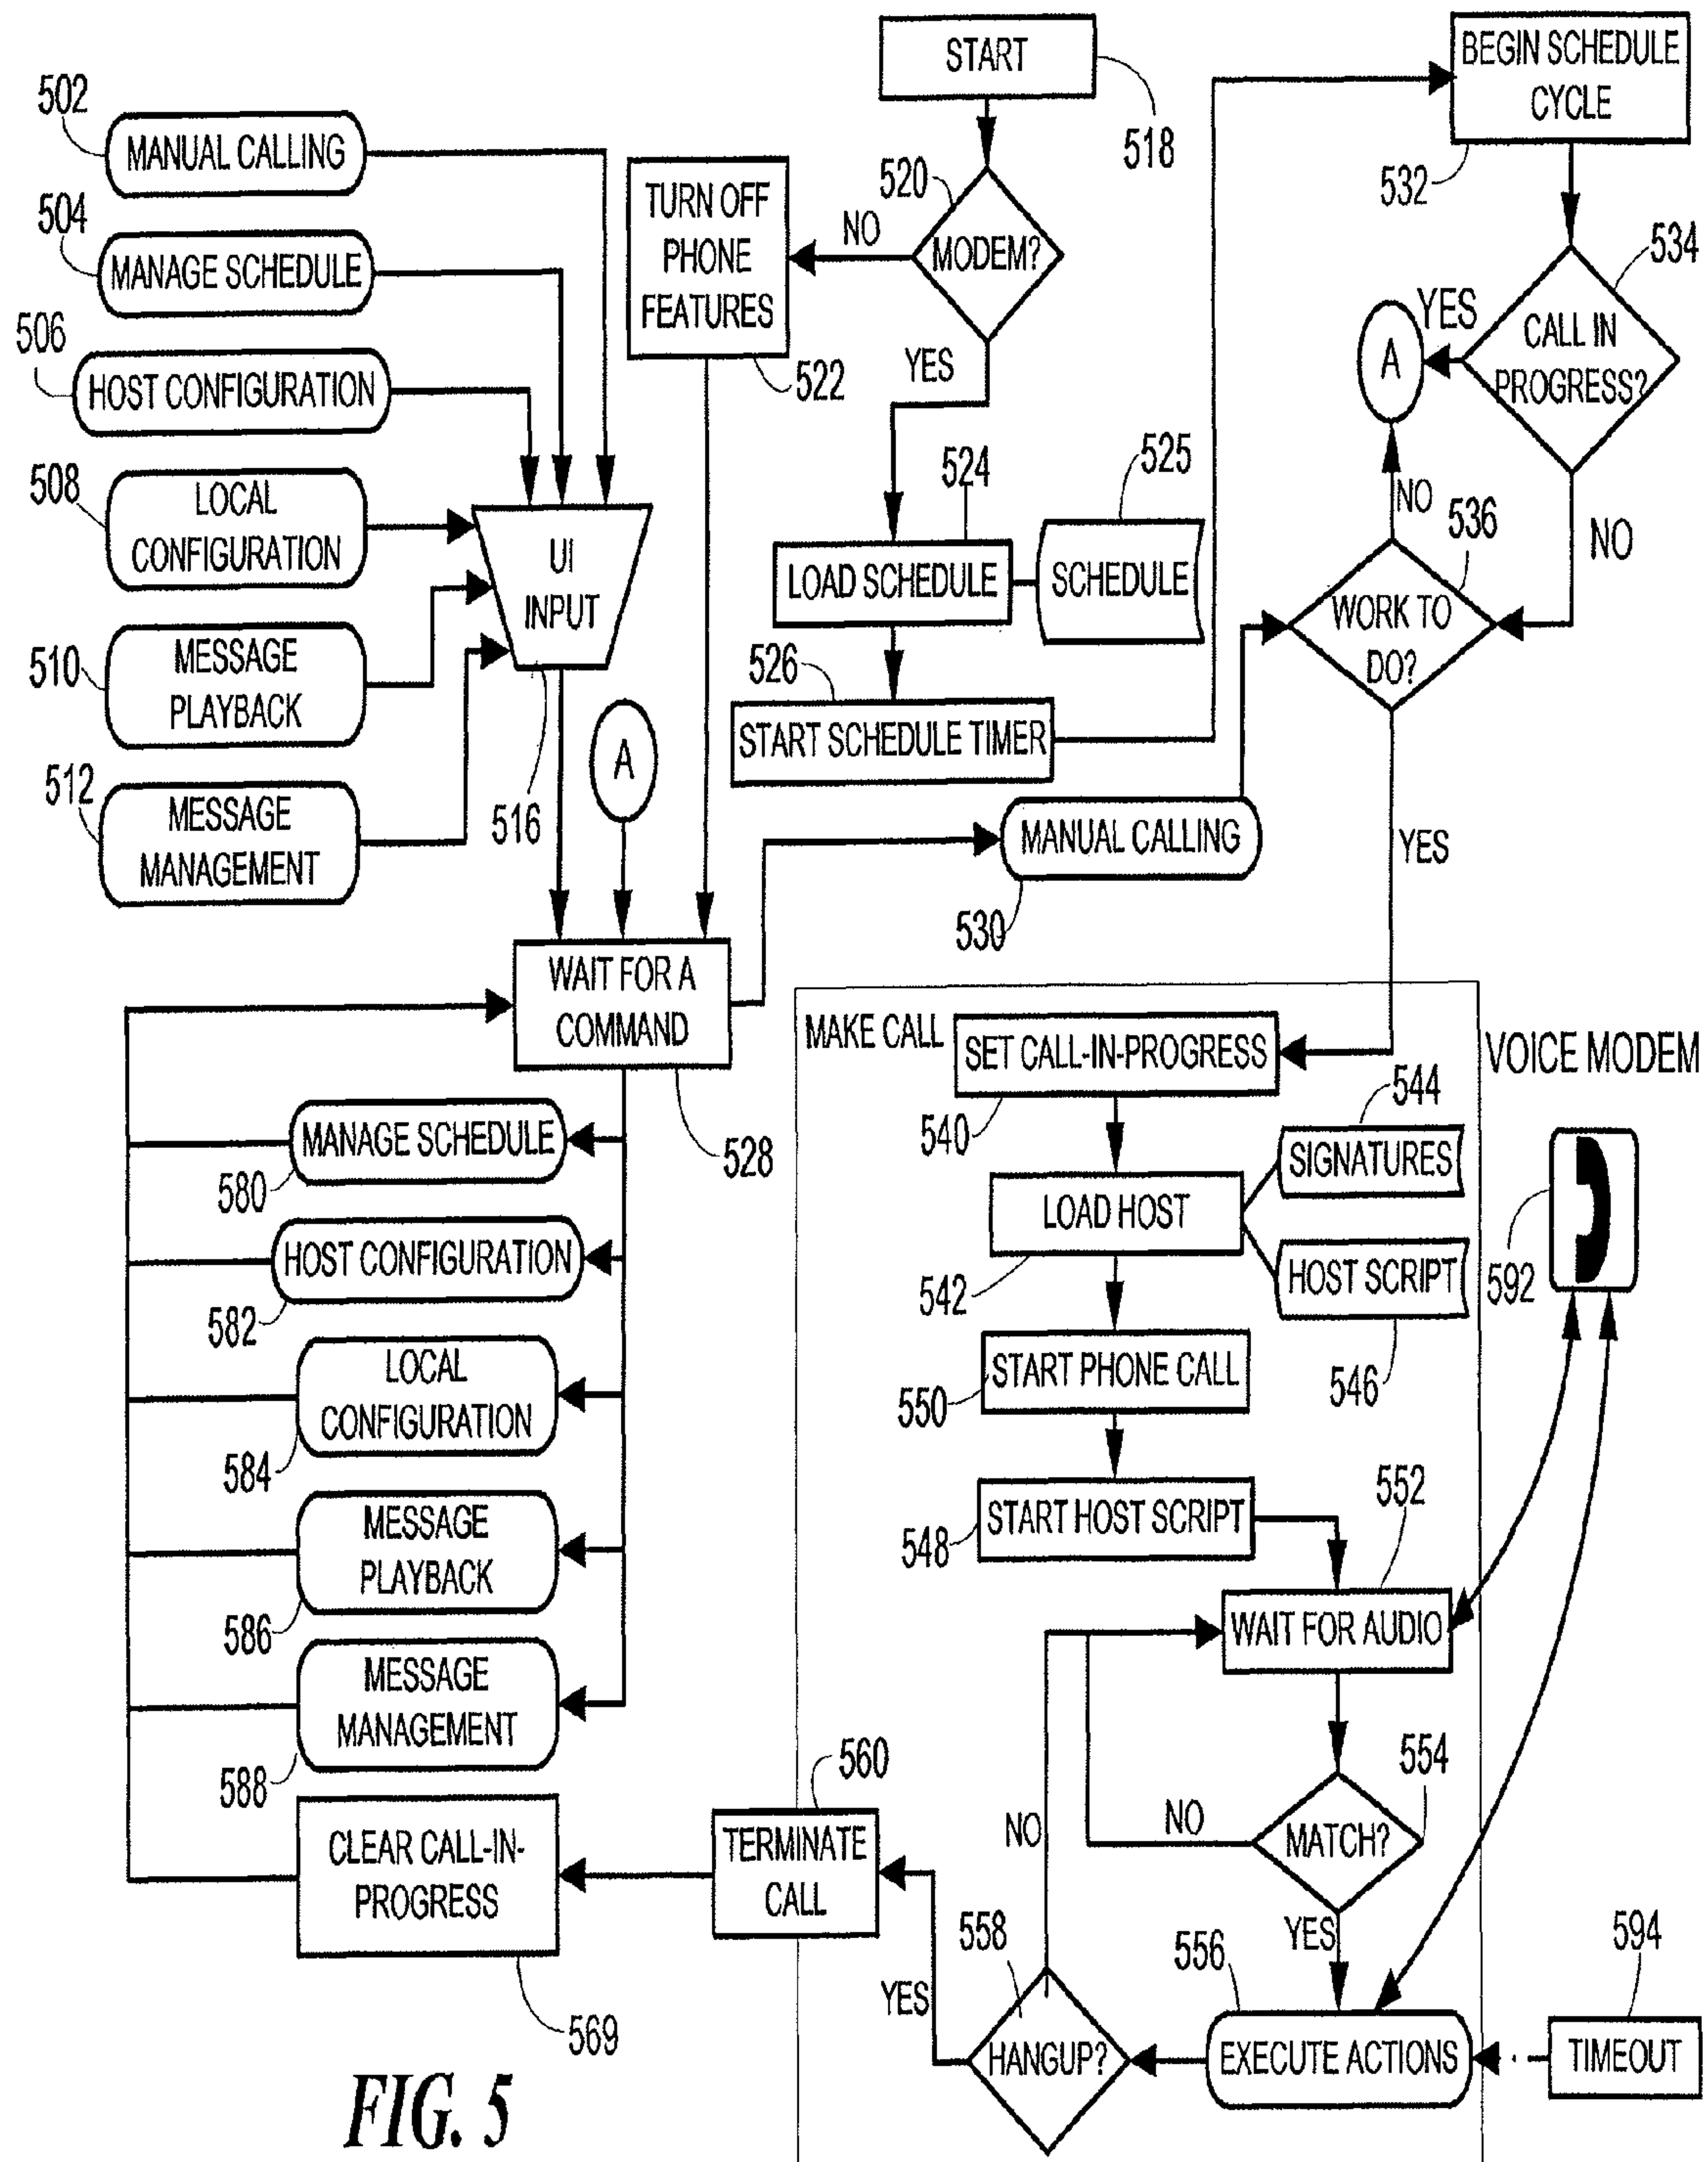 START
518
BEGIN SCHEDULE
CYCLE
532
502
MANUAL CALLING
504
MANAGE SCHEDULE
506
HOST CONFIGURATION
508
LOCAL
CONFIGURATION
510
MESSAGE
PLAYBACK
512
MESSAGE
MANAGEMENT
UI
INPUT
516
A
TURN OFF
PHONE
FEATURES
522
520
MODEM?
NO
YES
524
LOAD SCHEDULE
525
SCHEDULE
526
START SCHEDULE TIMER
534
CALL IN
PROGRESS?
YES
A
NO
NO
536
WORK TO
DO?
YES
MANUAL CALLING
530
WAIT FOR A
COMMAND
528
MANAGE SCHEDULE
580
HOST CONFIGURATION
582
LOCAL
CONFIGURATION
584
MESSAGE
PLAYBACK
586
MESSAGE
MANAGEMENT
588
CLEAR CALL-IN-
PROGRESS
569
MAKE CALL
SET CALL-IN-PROGRESS
540
VOICE MODEM
544
SIGNATURES
LOAD HOST
542
HOST SCRIPT
546
592
START PHONE CALL
550
START HOST SCRIPT
548
552
WAIT FOR AUDIO
554
MATCH?
NO
YES
NO
560
TERMINATE
CALL
558
HANGUP?
YES
556
EXECUTE ACTIONS
594
TIMEOUT
FIG. 5